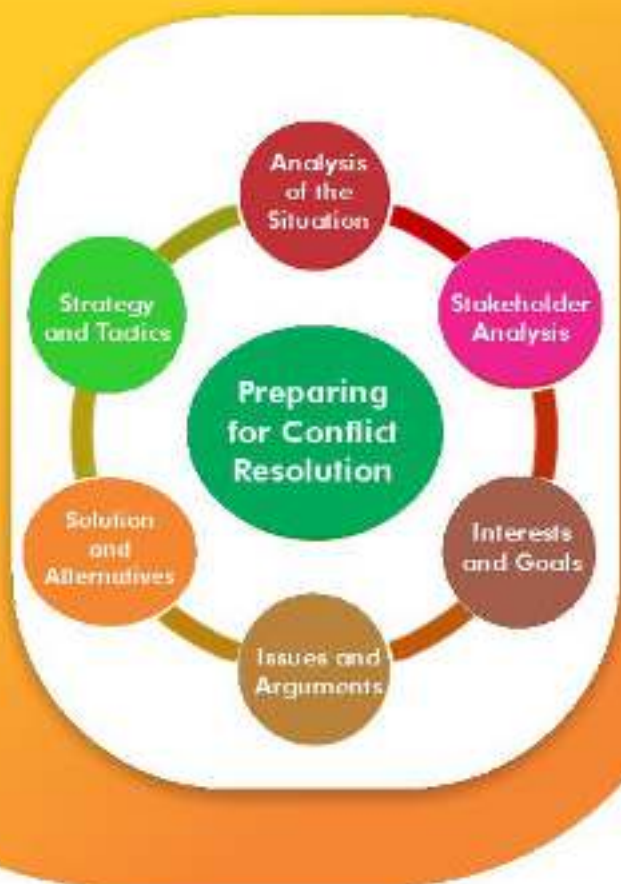 Analysis
of the
Situation
Stakeholder
Analysis
Interests
and Goals
Issues and
Arguments
Solution
and
Alternatives
Strategy
and Tactics
Preparing
for Conflict
Resolution